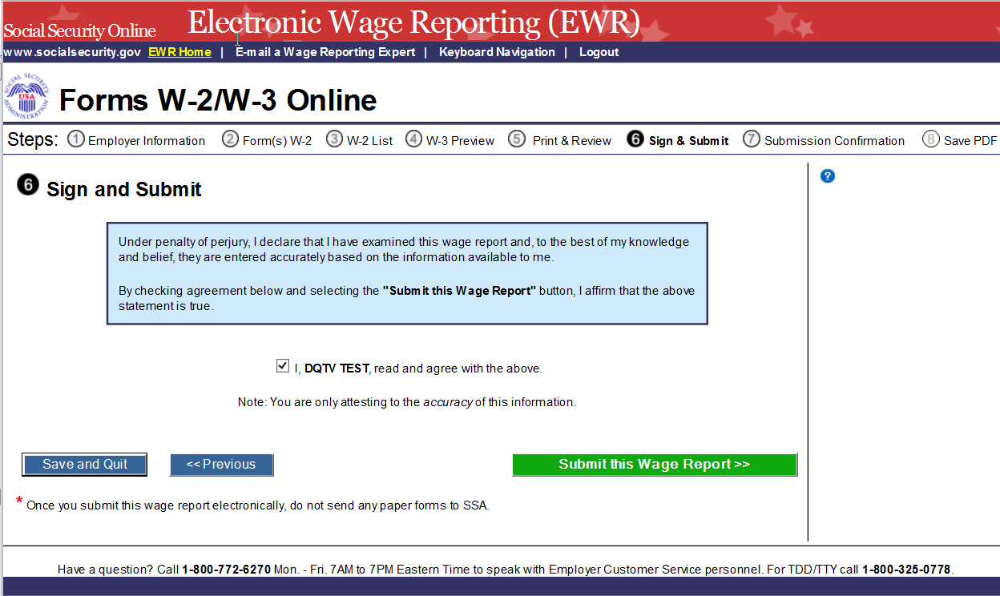 Social Security Online Electronic Wage Reporting (EWR)
www.socialsecurity.gov EWR Home | E-mail a Wage Reporting Expert | Keyboard Navigation | Logout
SOCIAL SECURITY ADMINISTRATION
USA
Forms W-2/W-3 Online
Steps: 1 Employer Information 2 Form(s) W-2 3 W-2 List 4 W-3 Preview 5 Print & Review 6 Sign & Submit 7 Submission Confirmation 8 Save PDF
?
6 Sign and Submit
Under penalty of perjury, I declare that I have examined this wage report and, to the best of my knowledge
and belief, they are entered accurately based on the information available to me.
By checking agreement below and selecting the "Submit this Wage Report" button, I affirm that the above
statement is true.
I, DQTV TEST, read and agree with the above.
Note: You are only attesting to the accuracy of this information.
Save and Quit << Previous Submit this Wage Report >>
* Once you submit this wage report electronically, do not send any paper forms to SSA.
Have a question? Call 1-800-772-6270 Mon. - Fri. 7AM to 7PM Eastern Time to speak with Employer Customer Service personnel. For TDD/TTY call 1-800-325-0778.